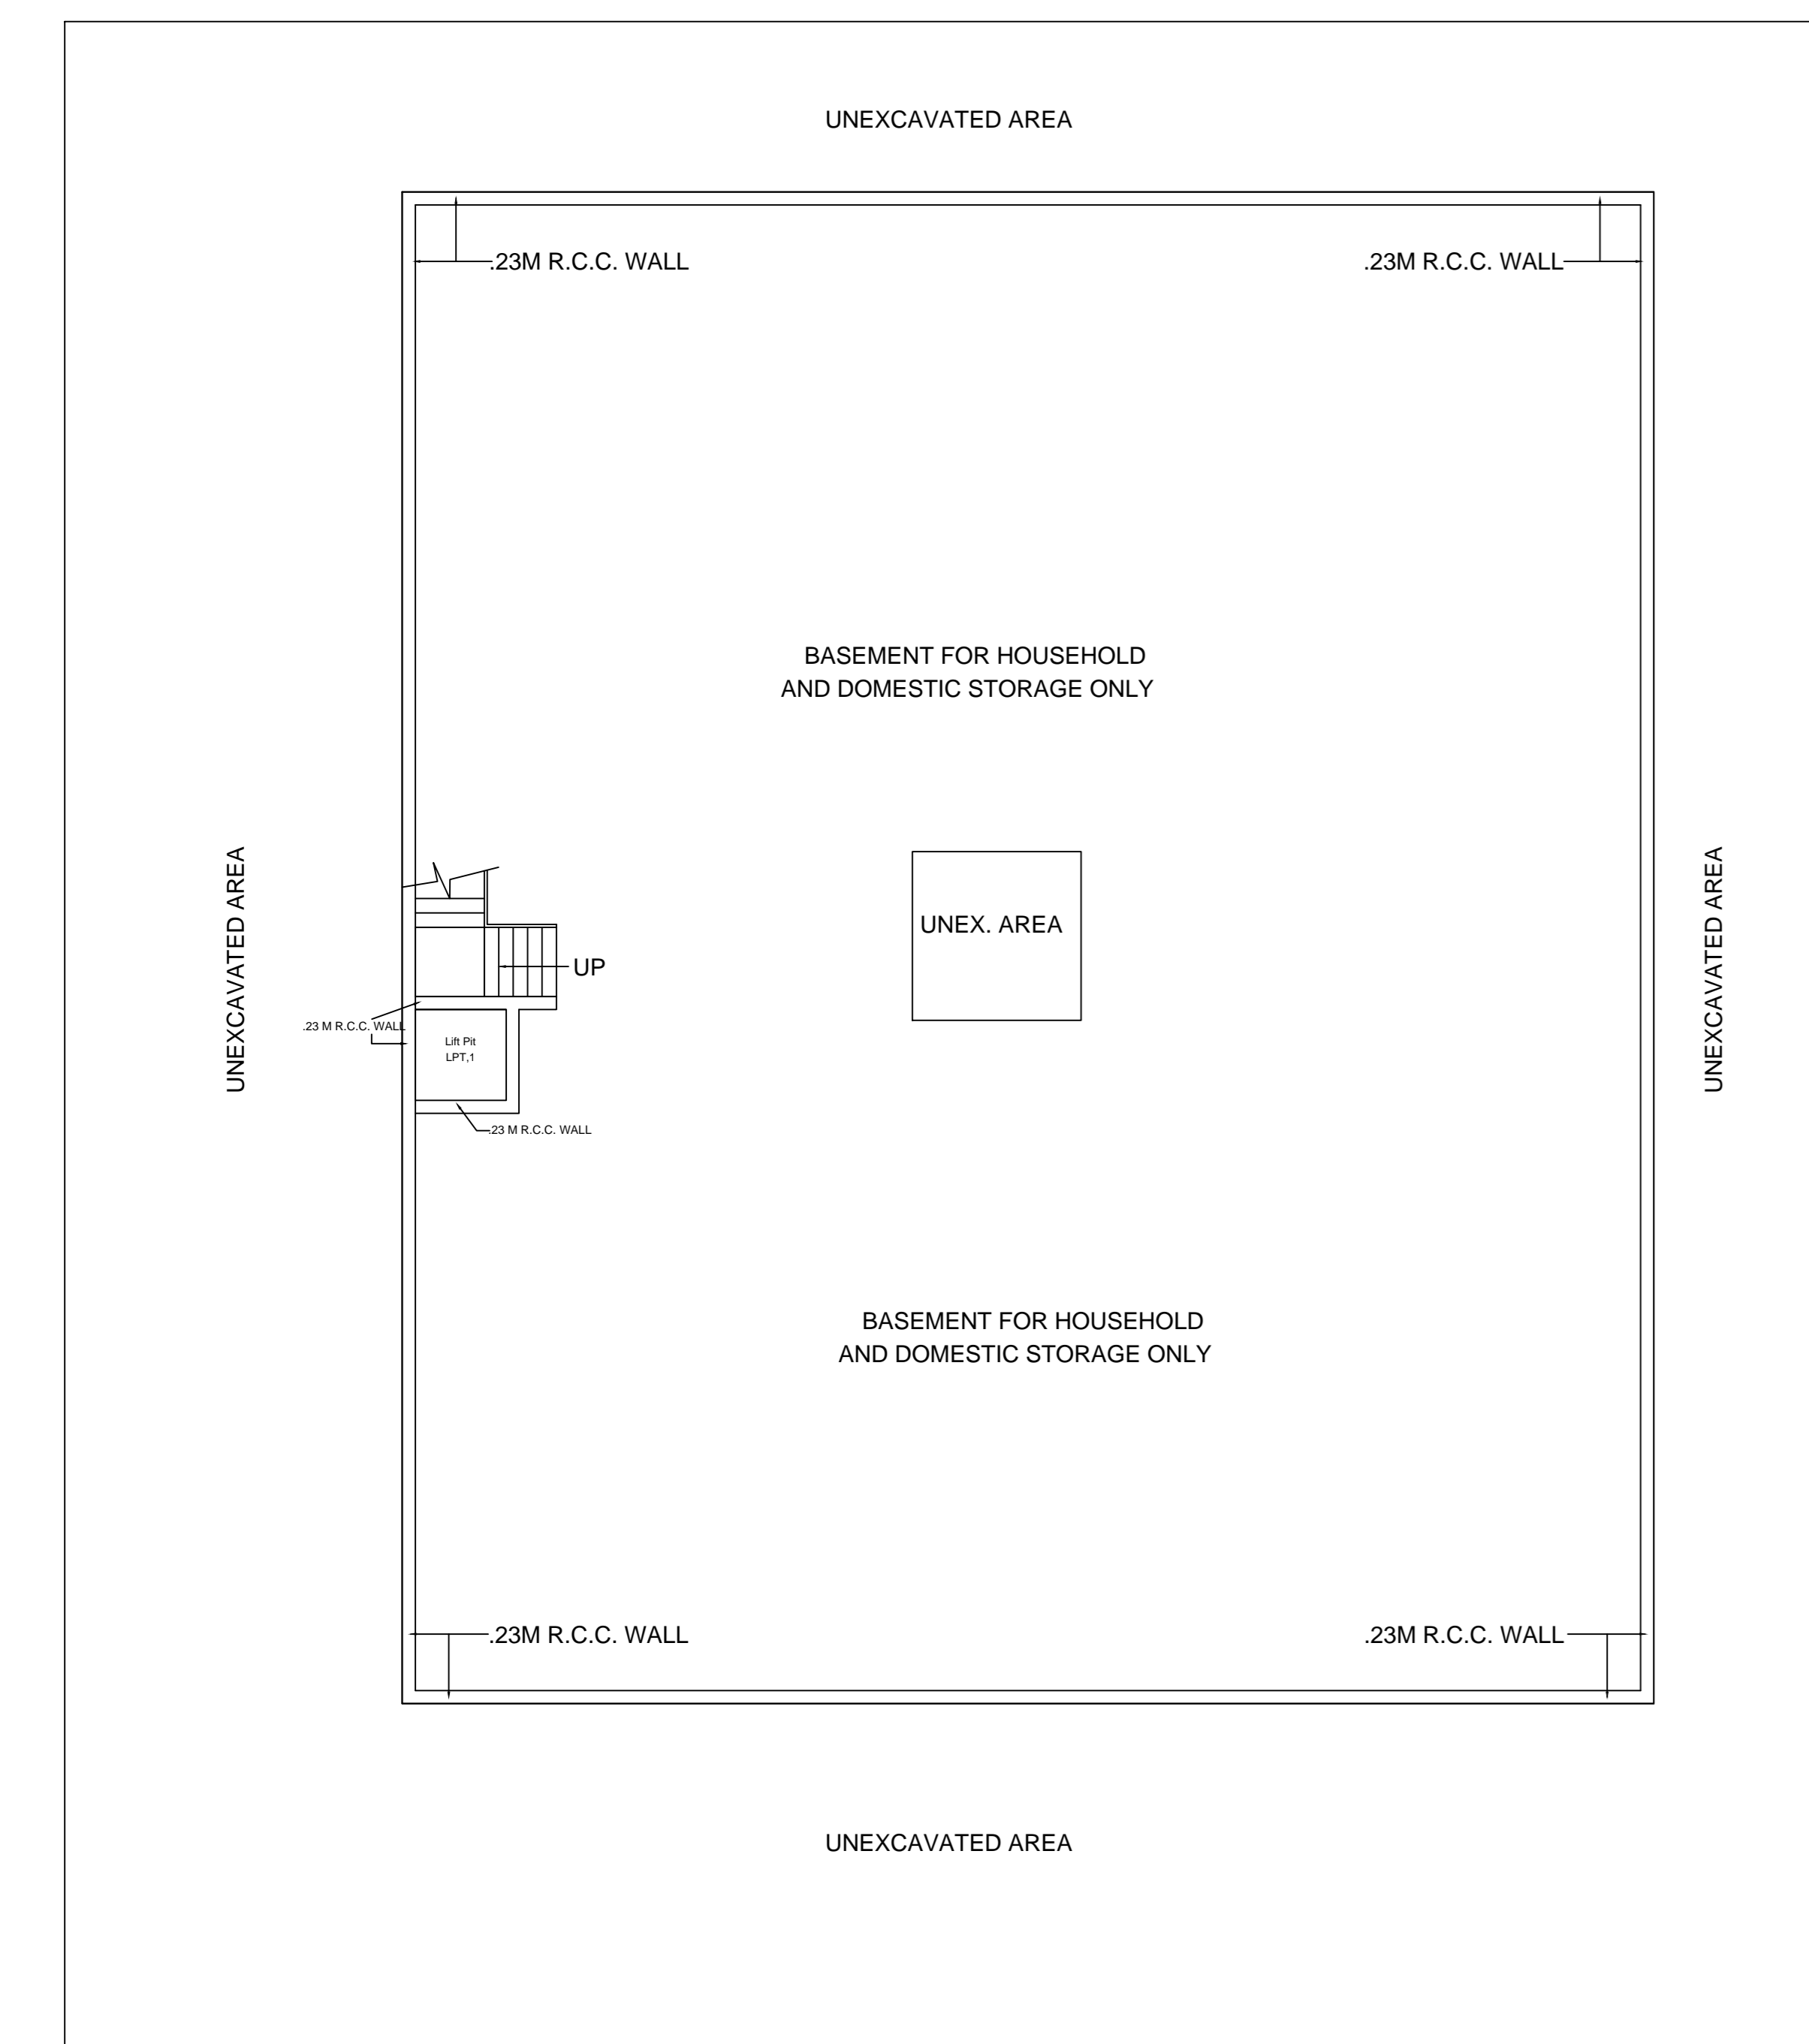 UNEXCAVATED AREA
.23M R.C.C. WALL
.23M R.C.C. WALL
BASEMENT FOR HOUSEHOLD
AND DOMESTIC STORAGE ONLY
UNEXCAVATED AREA
UNEX. AREA
UNEXCAVATED AREA
UP
.23 M R.C.C. WALL
Lift Pit
LPT,1
.23 M R.C.C. WALL
BASEMENT FOR HOUSEHOLD
AND DOMESTIC STORAGE ONLY
.23M R.C.C. WALL
.23M R.C.C. WALL
UNEXCAVATED AREA